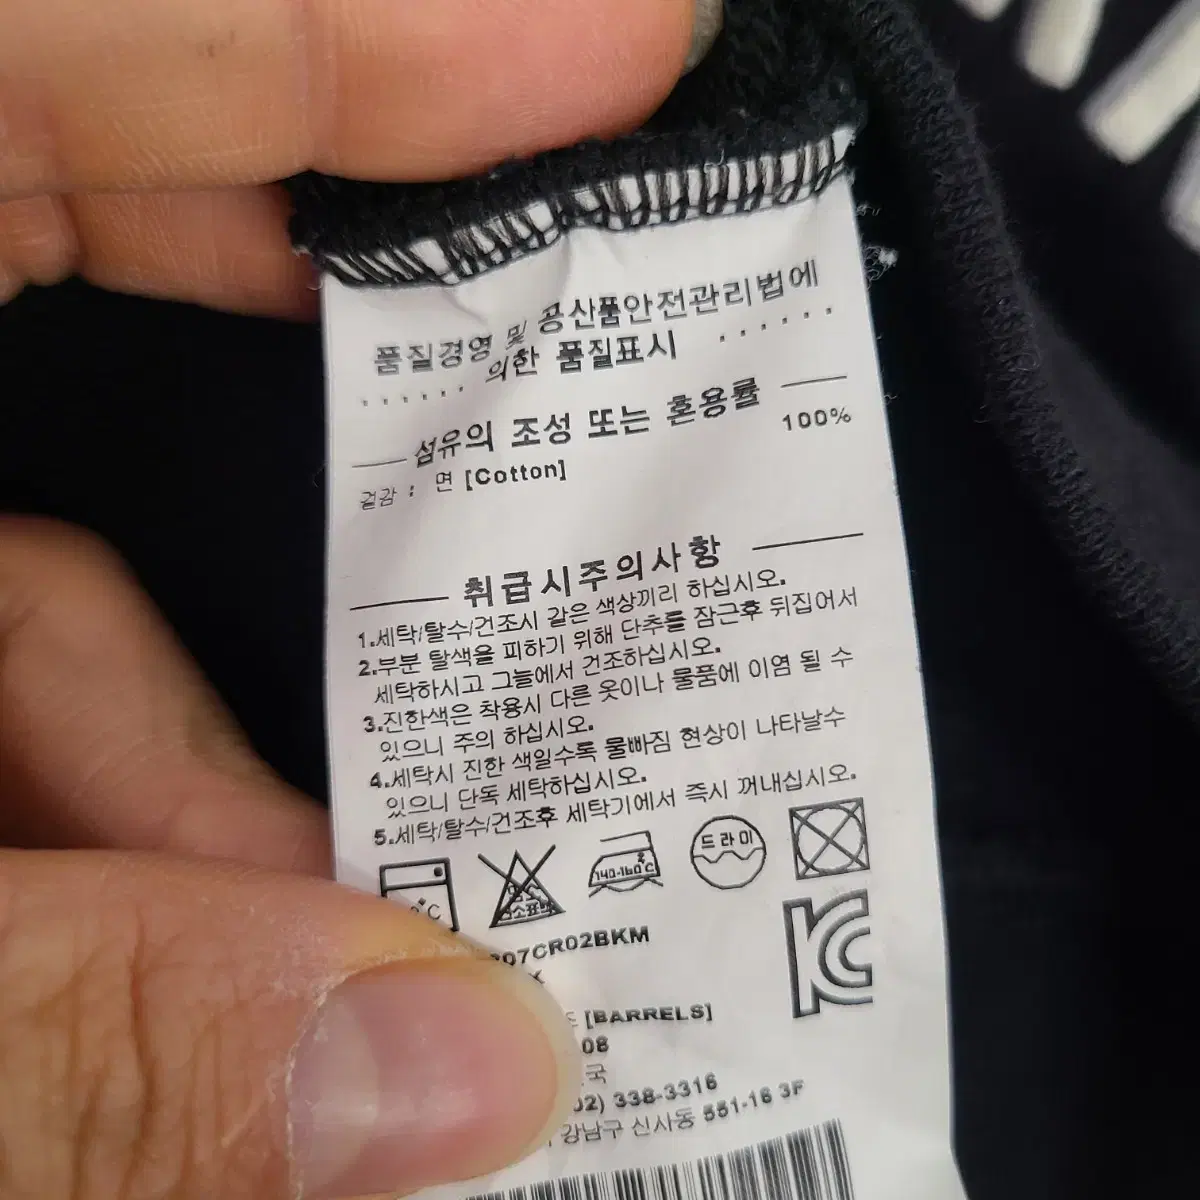 품질경영 및 공산품안전관리법에
의한 품질표시
섬유의 조성 또는 혼용률
겉감 : 면 [Cotton] 100%
취급시주의사항
1.세탁/탈수/건조시 같은 색상끼리 하십시오.
2.부분 탈색을 피하기 위해 단추를 잠근후 뒤집어서
세탁하시고 그늘에서 건조하십시오.
3.진한색은 착용시 다른 옷이나 물품에 이염 될 수
있으니 주의 하십시오.
4.세탁시 진한 색일수록 물빠짐 현상이 나타날수
있으니 단독 세탁하십시오.
5.세탁/탈수/건조후 세탁기에서 즉시 꺼내십시오.
140-160℃
드라미
07CR02BKM
[BARRELS]
08
국
02) 338-3316
강남구 신사동 551-16 3F